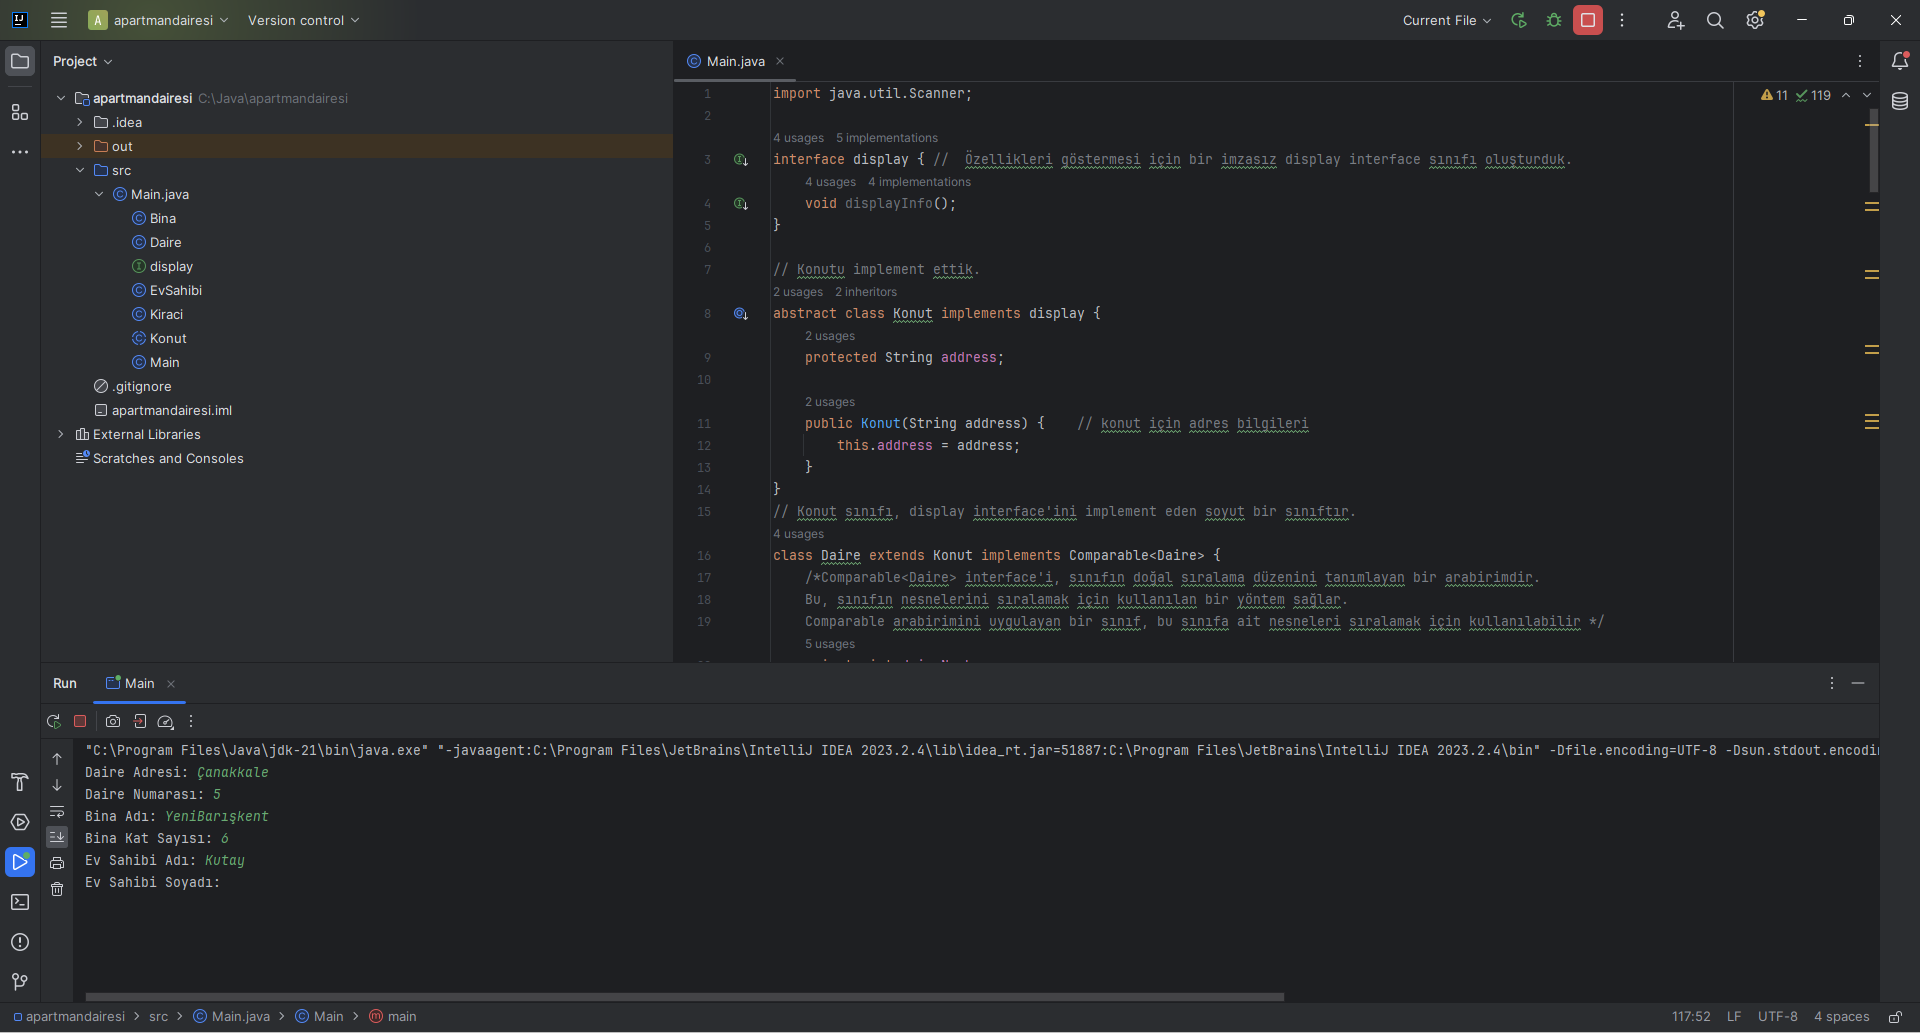 A apartmandairesi Version control Current File
Project
Main.java
apartmandairesi C:\Java\apartmandairesi
.idea
out
src
Main.java
Bina
Daire
display
EvSahibi
Kiraci
Konut
Main
.gitignore
apartmandairesi.iml
External Libraries
Scratches and Consoles
11 119
1 import java.util.Scanner;
2
4 usages 5 implementations
3 interface display { // Özellikleri göstermesi için bir imzasız display interface sınıfı oluşturduk.
4 usages 4 implementations
4 void displayInfo();
5 }
6
7 // Konutu implement ettik.
2 usages 2 inheritors
8 abstract class Konut implements display {
2 usages
9 protected String address;
10
2 usages
11 public Konut(String address) { // konut için adres bilgileri
12 this.address = address;
13 }
14 }
15 // Konut sınıfı, display interface'ini implement eden soyut bir sınıftır.
4 usages
16 class Daire extends Konut implements Comparable<Daire> {
17 /*Comparable<Daire> interface'i, sınıfın doğal sıralama düzenini tanımlayan bir arabirimdir.
18 Bu, sınıfın nesnelerini sıralamak için kullanılan bir yöntem sağlar.
19 Comparable arabirimini uygulayan bir sınıf, bu sınıfa ait nesneleri sıralamak için kullanılabilir */
5 usages
Run Main
"C:\Program Files\Java\jdk-21\bin\java.exe" "-javaagent:C:\Program Files\JetBrains\IntelliJ IDEA 2023.2.4\lib\idea_rt.jar=51887:C:\Program Files\JetBrains\IntelliJ IDEA 2023.2.4\bin" -Dfile.encoding=UTF-8 -Dsun.stdout.encodin
Daire Adresi: Çanakkale
Daire Numarası: 5
Bina Adı: YeniBarışkent
Bina Kat Sayısı: 6
Ev Sahibi Adı: Kutay
Ev Sahibi Soyadı:
apartmandairesi > src > Main.java > Main > main
117:52 LF UTF-8 4 spaces